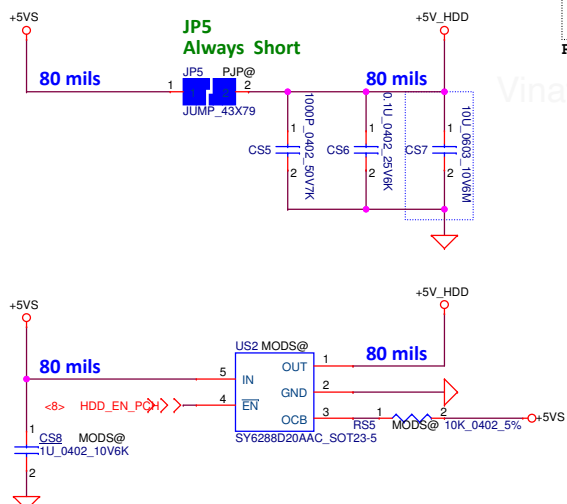 +5VS
JP5
Always Short
+5V_HDD
80 mils
JP5 PJP@
1 2
JUMP_43X79
80 mils
CS5
1
2
1000P_0402_50V7K
CS6
1
2
0.1U_0402_25V6K
CS7
1
2
10U_0603_10V6M
Vina
+5VS
+5V_HDD
80 mils
US2 MODS@
80 mils
5 IN
OUT 1
GND 2
<8> HDD_EN_PCH
4 EN
OCB 3
RS5 1 2
MODS@ 10K_0402_5%
+5VS
SY6288D20AAC_SOT23-5
1
CS8 MODS@
1U_0402_10V6K
2